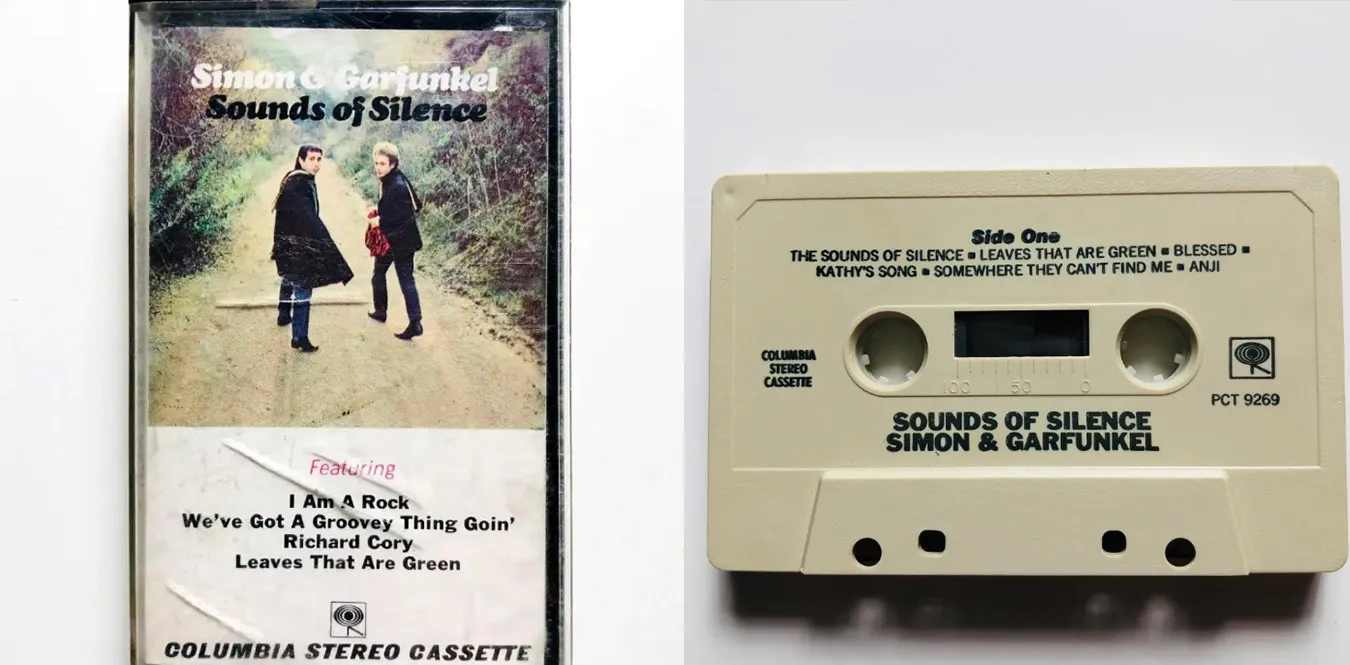 Simon & Garfunkel
Sounds of Silence
Featuring
I Am A Rock
We've Got A Groovey Thing Goin'
Richard Cory
Leaves That Are Green
COLUMBIA STEREO CASSETTE
Side One
THE SOUNDS OF SILENCE ▪ LEAVES THAT ARE GREEN ▪ BLESSED ▪
KATHY'S SONG ▪ SOMEWHERE THEY CAN'T FIND ME ▪ ANJI
COLUMBIA
STEREO
CASSETTE
100 50 0
PCT 9269
SOUNDS OF SILENCE
SIMON & GARFUNKEL